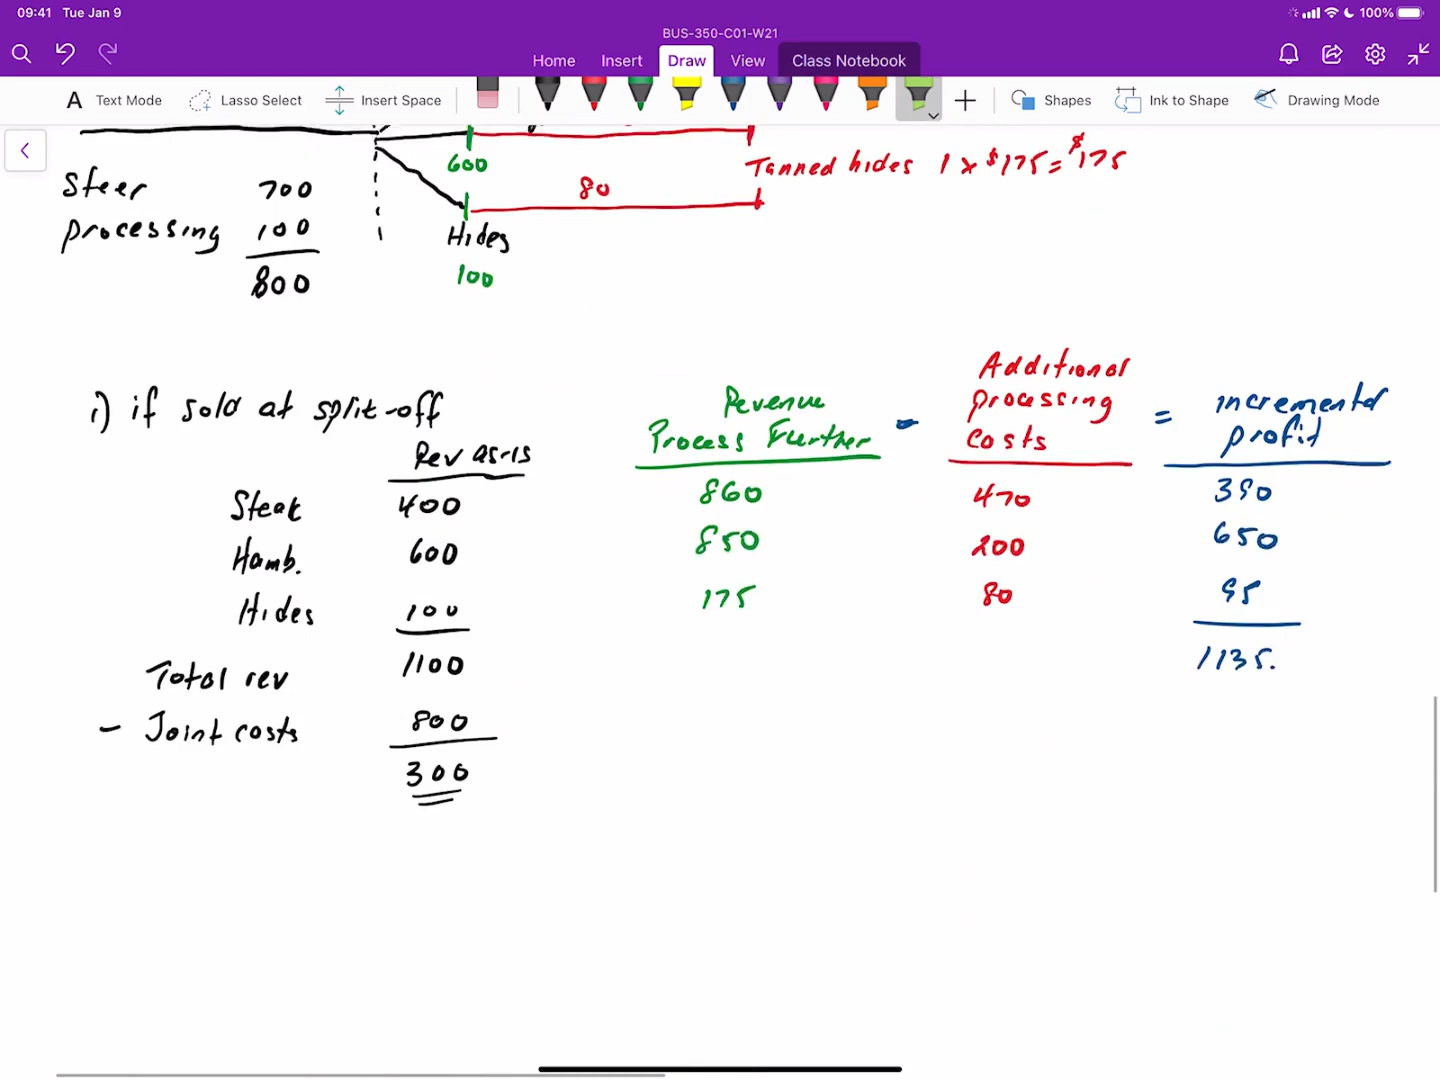 09:41 Tue Jan 9
100%
BUS-350-C01-W21
Home Insert Draw View Class Notebook
A Text Mode Lasso Select Insert Space Shapes Ink to Shape Drawing Mode
600
Tanned hides 1 x $175 = $175
80
Steer 700
processing 100
800
Hides
100
i) if sold at split-off
Rev as is
Steak 400
Hamb. 600
Hides 100
Total rev 1100
- Joint costs 800
300
Revenue
Process Further
-
Additional
processing
costs
=
incremental
profit
860 470 390
850 200 650
175 80 95
1135.